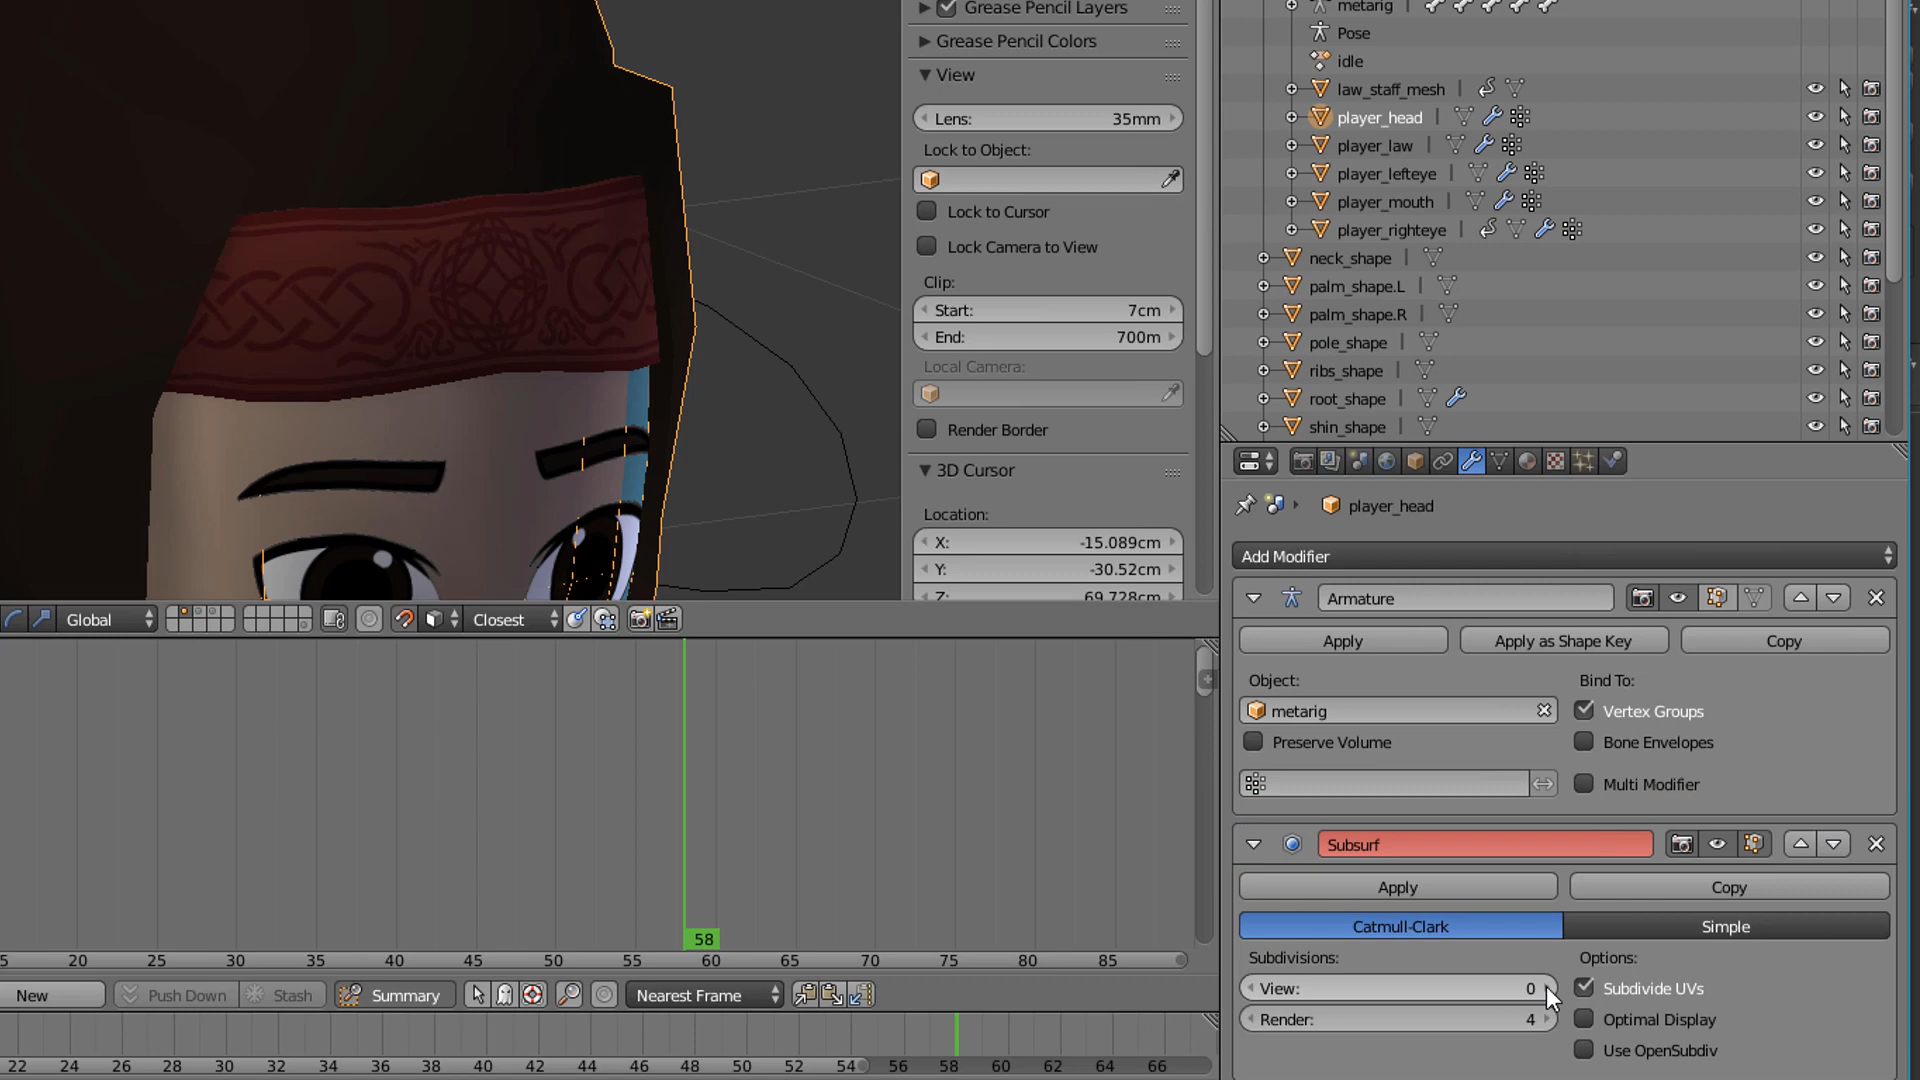 Grease Pencil Layers
Grease Pencil Colors
View
Lens: 35mm
Lock to Object:
Lock to Cursor
Lock Camera to View
Clip:
Start: 7cm
End: 700m
Local Camera:
Render Border
3D Cursor
Location:
X: -15.089cm
Y: -30.52cm
Z: 69.728cm
metarig
Pose
idle
law_staff_mesh
player_head
player_law
player_lefteye
player_mouth
player_righteye
neck_shape
palm_shape.L
palm_shape.R
pole_shape
ribs_shape
root_shape
shin_shape
player_head
Add Modifier
Armature
Apply
Apply as Shape Key
Copy
Object:
Bind To:
metarig
Vertex Groups
Preserve Volume
Bone Envelopes
Multi Modifier
Subsurf
Apply
Copy
Catmull-Clark
Simple
Subdivisions:
Options:
View: 0
Subdivide UVs
Render: 4
Optimal Display
Use OpenSubdiv
Global
Closest
58
5 20 25 30 35 40 45 50 55 60 65 70 75 80 85
New
Push Down
Stash
Summary
Nearest Frame
22 24 26 28 30 32 34 36 38 40 42 44 46 48 50 52 54 56 58 60 62 64 66